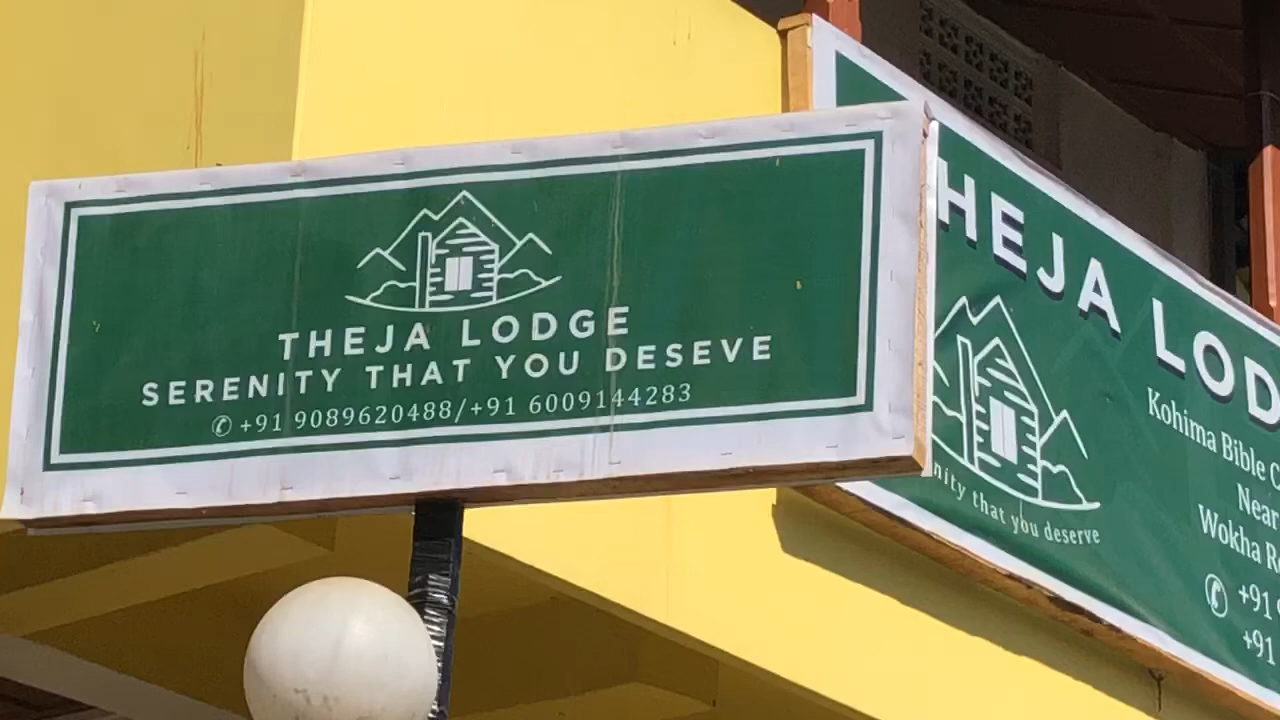 THEJA LODGE
SERENITY THAT YOU DESEVE
✆ +91 9089620488/+91 6009144283
HEJA LOD
Kohima Bible C
Near
Wokha R
nity that you deserve
✆ +91
+91